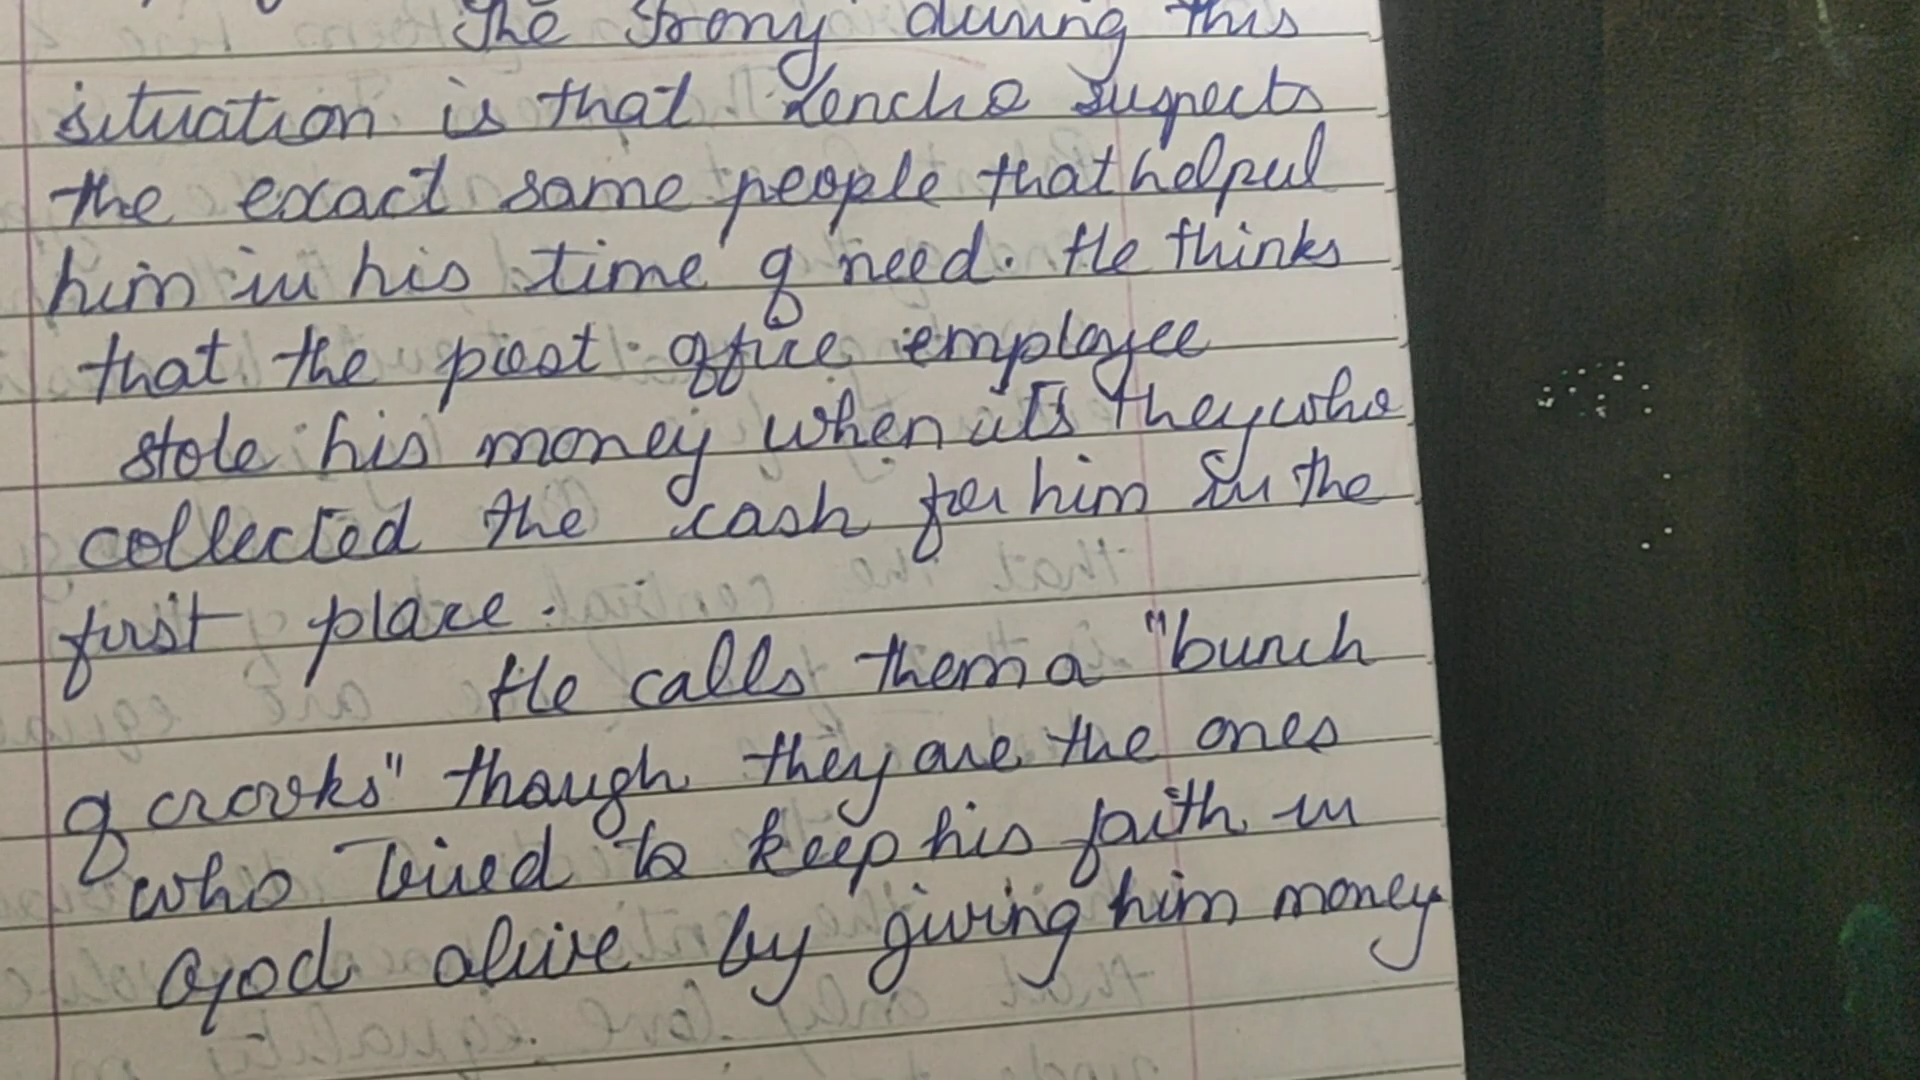 The Irony during this
situation is that Lencho suspects
the exact same people that helped
him in his time of need. He thinks
that the post office employee
stole his money when its they who
collected the cash for him in the
first place.
He calls them a "bunch
of crooks" though they are the ones
who tried to keep his faith in
God alive by giving him money